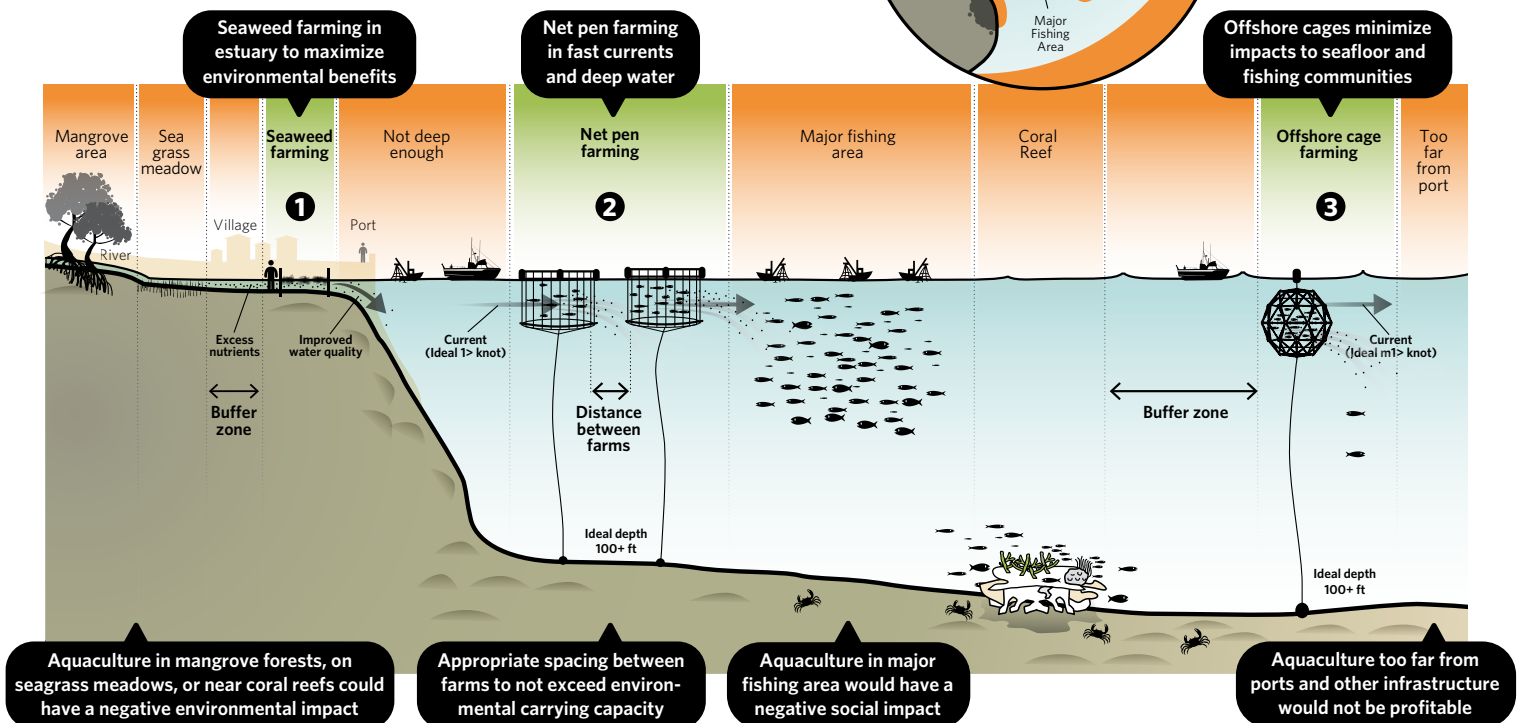 Major
Fishing
Area
Seaweed farming in
estuary to maximize
environmental benefits
Net pen farming
in fast currents
and deep water
Offshore cages minimize
impacts to seafloor and
fishing communities
Mangrove
area
Sea
grass
meadow
Seaweed
farming
Not deep
enough
Net pen
farming
Major fishing
area
Coral
Reef
Offshore cage
farming
Too
far
from
port
1
2
3
Village
Port
River
Excess
nutrients
Improved
water quality
Current
(Ideal 1> knot)
Current
(Ideal m1> knot)
Buffer
zone
Distance
between
farms
Buffer zone
Ideal depth
100+ ft
Ideal depth
100+ ft
Aquaculture in mangrove forests, on
seagrass meadows, or near coral reefs could
have a negative environmental impact
Appropriate spacing between
farms to not exceed environ-
mental carrying capacity
Aquaculture in major
fishing area would have a
negative social impact
Aquaculture too far from
ports and other infrastructure
would not be profitable